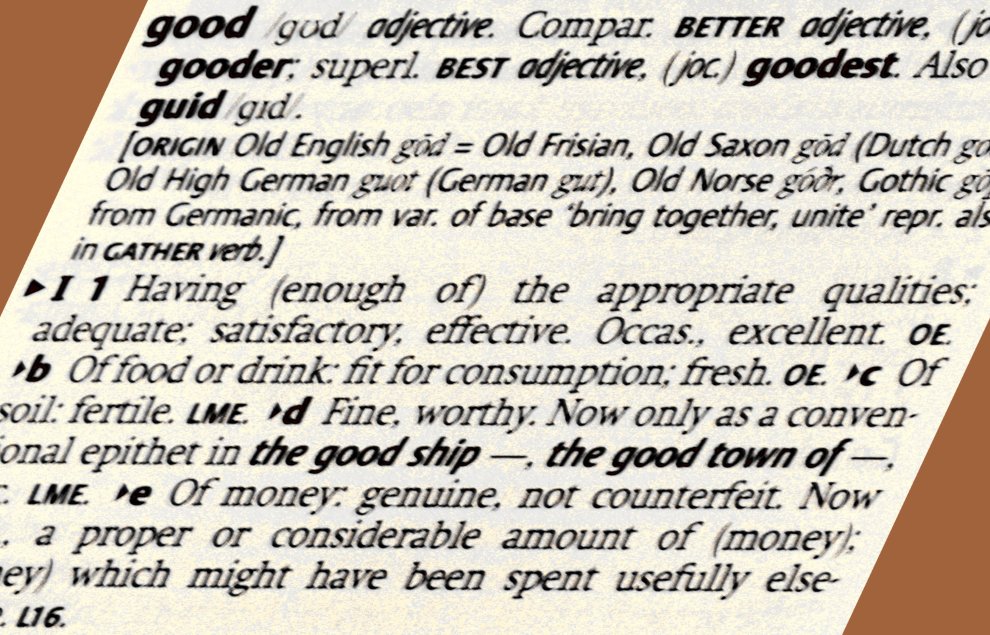 good /gʊd/ adjective. Compar. BETTER adjective, (jo
gooder; superl. BEST adjective, (joc.) goodest. Also
guid /gɪd/.
[ORIGIN Old English gōd = Old Frisian, Old Saxon gōd (Dutch go
Old High German guot (German gut), Old Norse góðr, Gothic
from Germanic, from var. of base ‘bring together, unite’ repr. als
in GATHER verb.]
▸I 1 Having (enough of) the appropriate qualities;
adequate; satisfactory, effective. Occas., excellent. OE.
▸b Of food or drink: fit for consumption; fresh. OE. ▸c Of
soil: fertile. LME. ▸d Fine, worthy. Now only as a conven-
ional epithet in the good ship —, the good town of —,
LME. ▸e Of money: genuine, not counterfeit. Now
, a proper or considerable amount of (money);
ey) which might have been spent usefully else-
L16.